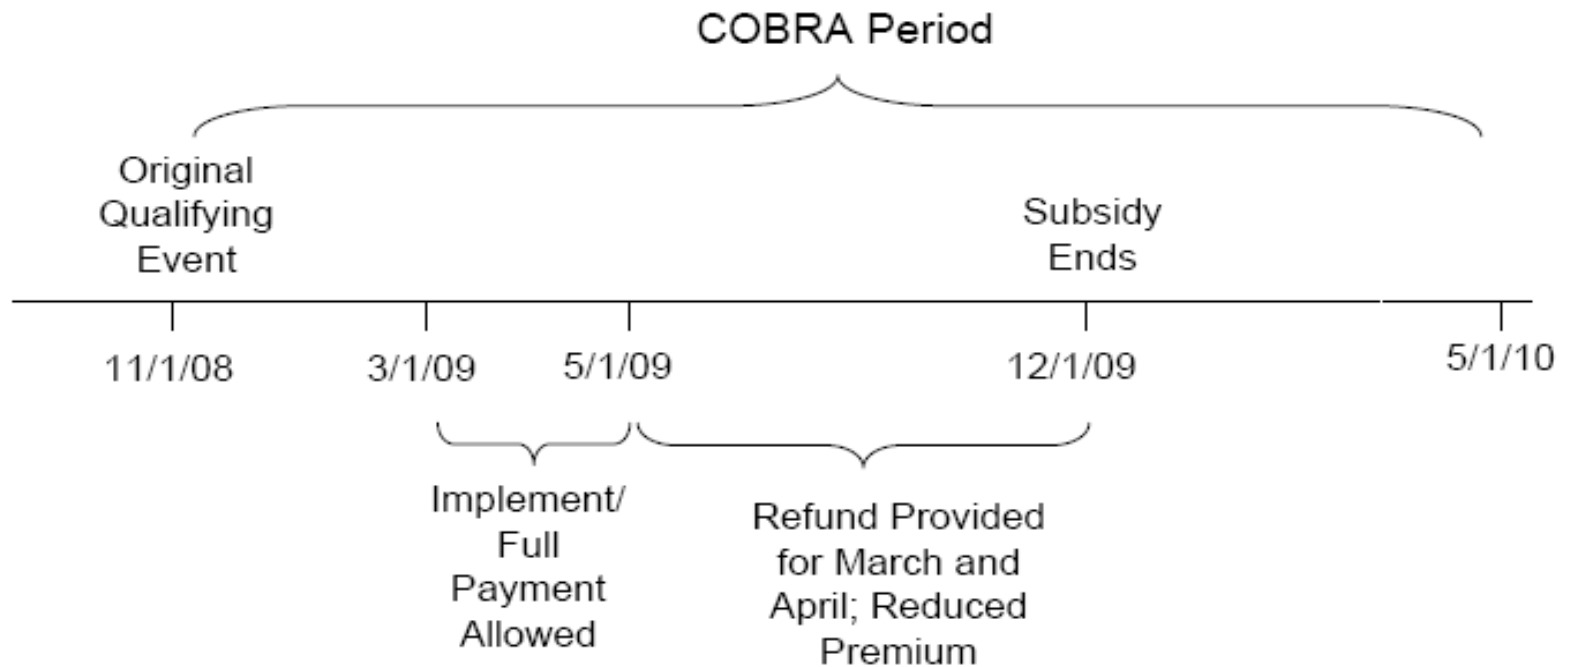 COBRA Period
Original
Qualifying
Event
Subsidy
Ends
11/1/08
3/1/09
5/1/09
12/1/09
5/1/10
Implement/
Full
Payment
Allowed
Refund Provided
for March and
April; Reduced
Premium